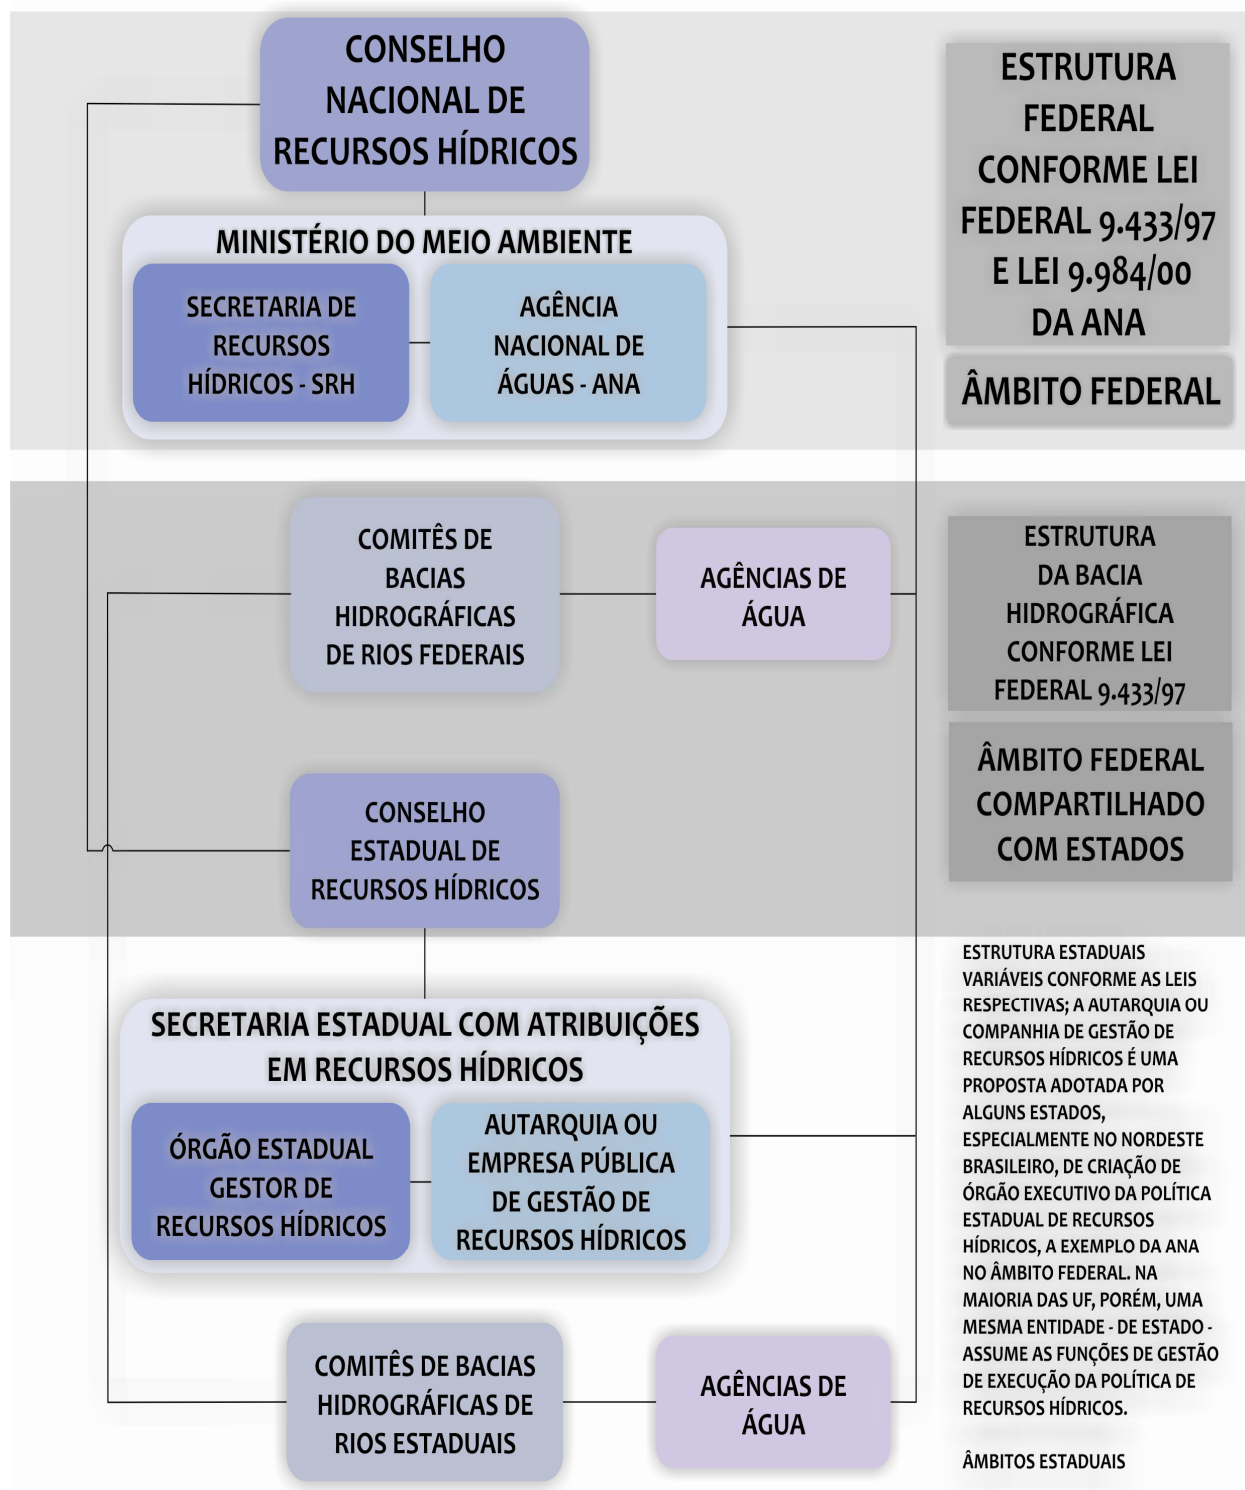 CONSELHO
NACIONAL DE
RECURSOS HÍDRICOS
ESTRUTURA
FEDERAL
CONFORME LEI
FEDERAL 9.433/97
E LEI 9.984/00
DA ANA
ÂMBITO FEDERAL
MINISTÉRIO DO MEIO AMBIENTE
SECRETARIA DE
RECURSOS
HÍDRICOS - SRH
AGÊNCIA
NACIONAL DE
ÁGUAS - ANA
COMITÊS DE
BACIAS
HIDROGRÁFICAS
DE RIOS FEDERAIS
AGÊNCIAS DE
ÁGUA
ESTRUTURA
DA BACIA
HIDROGRÁFICA
CONFORME LEI
FEDERAL 9.433/97
ÂMBITO FEDERAL
COMPARTILHADO
COM ESTADOS
CONSELHO
ESTADUAL DE
RECURSOS HÍDRICOS
SECRETARIA ESTADUAL COM ATRIBUIÇÕES
EM RECURSOS HÍDRICOS
ÓRGÃO ESTADUAL
GESTOR DE
RECURSOS HÍDRICOS
AUTARQUIA OU
EMPRESA PÚBLICA
DE GESTÃO DE
RECURSOS HÍDRICOS
COMITÊS DE BACIAS
HIDROGRÁFICAS DE
RIOS ESTADUAIS
AGÊNCIAS DE
ÁGUA
ESTRUTURA ESTADUAIS
VARIÁVEIS CONFORME AS LEIS
RESPECTIVAS; A AUTARQUIA OU
COMPANHIA DE GESTÃO DE
RECURSOS HÍDRICOS É UMA
PROPOSTA ADOTADA POR
ALGUNS ESTADOS,
ESPECIALMENTE NO NORDESTE
BRASILEIRO, DE CRIAÇÃO DE
ÓRGÃO EXECUTIVO DA POLÍTICA
ESTADUAL DE RECURSOS
HÍDRICOS, A EXEMPLO DA ANA
NO ÂMBITO FEDERAL. NA
MAIORIA DAS UF, PORÉM, UMA
MESMA ENTIDADE - DE ESTADO -
ASSUME AS FUNÇÕES DE GESTÃO
DE EXECUÇÃO DA POLÍTICA DE
RECURSOS HÍDRICOS.
ÂMBITOS ESTADUAIS